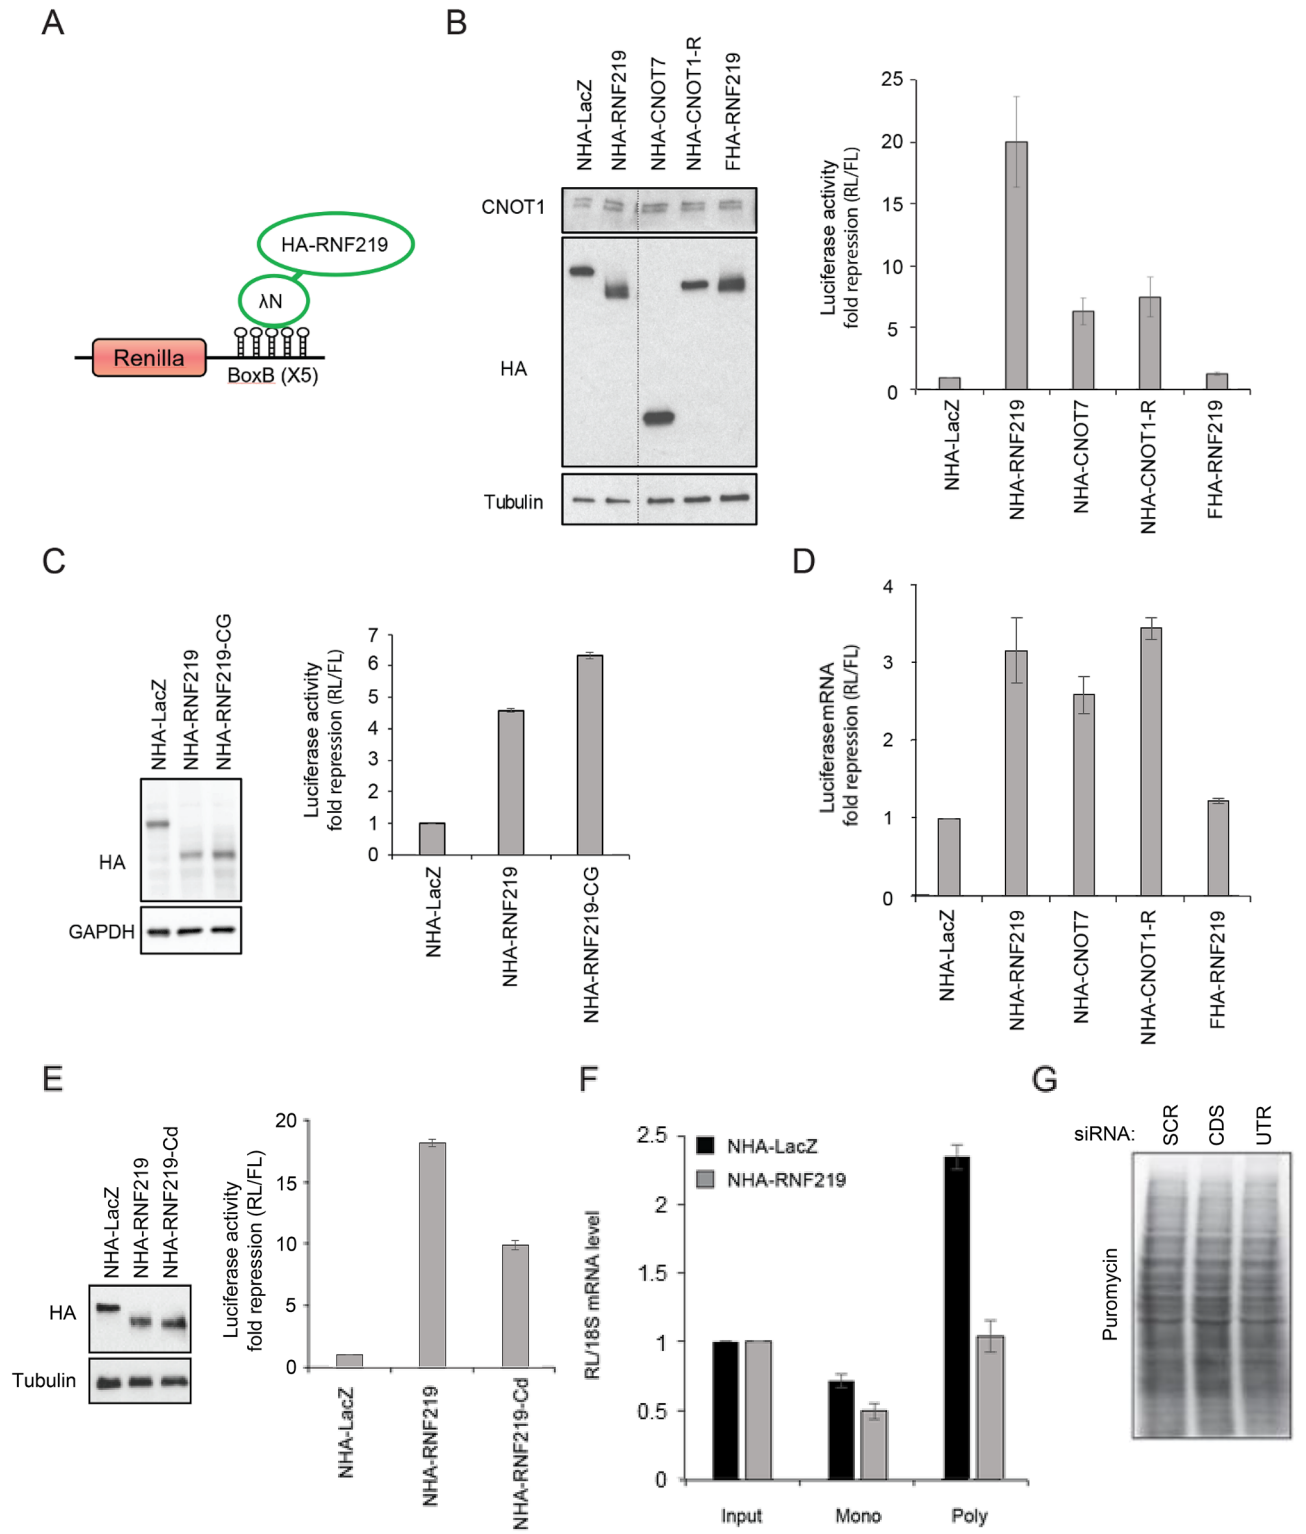 A
HA-RNF219
λN
Renilla
BoxB (X5)
B
NHA-LacZ
NHA-RNF219
NHA-CNOT7
NHA-CNOT1-R
FHA-RNF219
CNOT1
HA
Tubulin
Luciferase activity
fold repression (RL/FL)
25
20
15
10
5
0
NHA-LacZ
NHA-RNF219
NHA-CNOT7
NHA-CNOT1-R
FHA-RNF219
C
NHA-LacZ
NHA-RNF219
NHA-RNF219-CG
HA
GAPDH
Luciferase activity
fold repression (RL/FL)
7
6
5
4
3
2
1
0
NHA-LacZ
NHA-RNF219
NHA-RNF219-CG
D
LuciferasemRNA
fold repression (RL/FL)
4
3
2
1
0
NHA-LacZ
NHA-RNF219
NHA-CNOT7
NHA-CNOT1-R
FHA-RNF219
E
NHA-LacZ
NHA-RNF219
NHA-RNF219-Cd
HA
Tubulin
Luciferase activity
fold repression (RL/FL)
20
15
10
5
0
NHA-LacZ
NHA-RNF219
NHA-RNF219-Cd
F
RL/18S mRNA level
2.5
2
1.5
1
0.5
0
NHA-LacZ
NHA-RNF219
Input
Mono
Poly
G
siRNA:
SCR
CDS
UTR
Puromycin